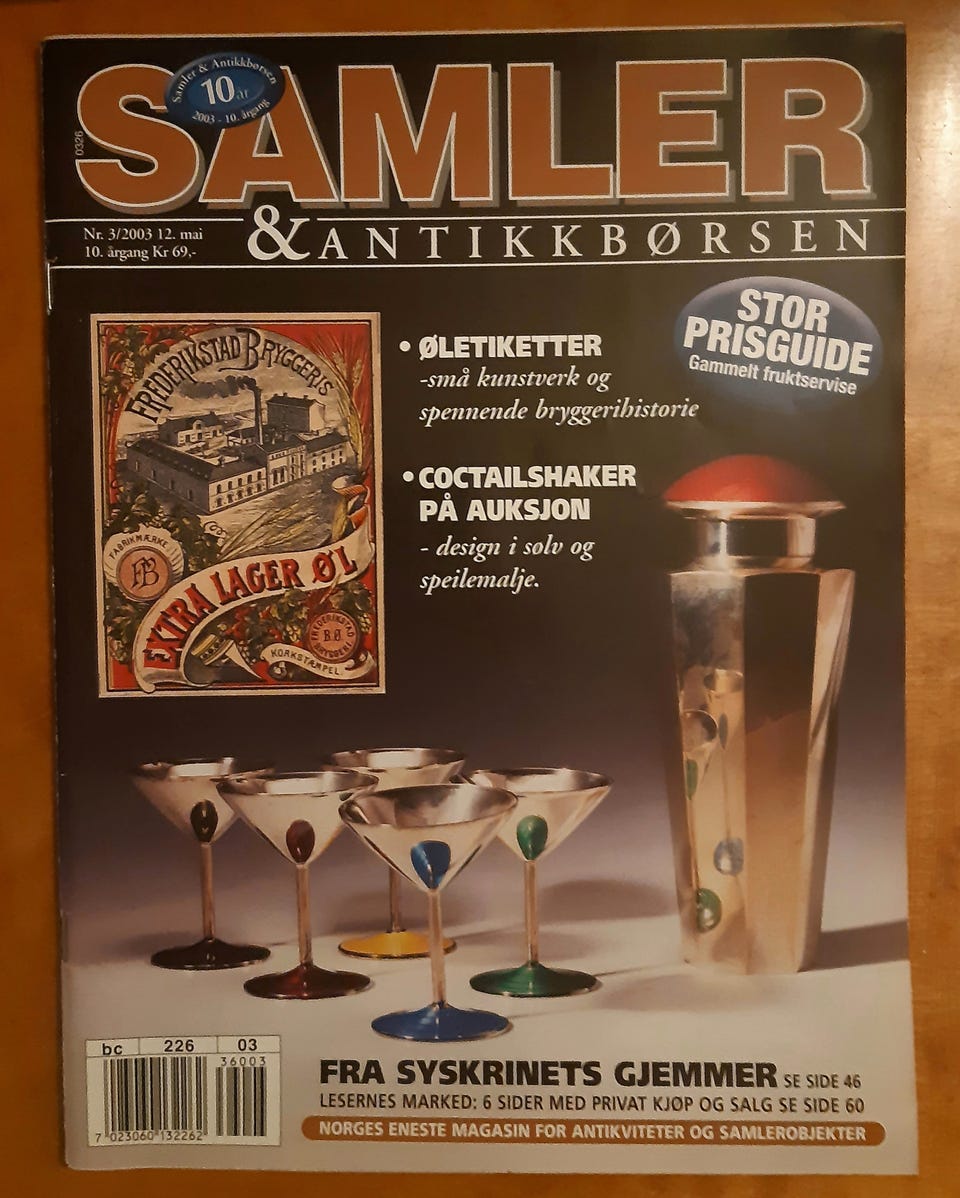 SAMLER
Samler & Antikkbørsen
10 år
2003 - 10. årgang
0326
Nr. 3/2003 12. mai
10. årgang Kr 69,-
& ANTIKKBØRSEN
STOR
PRISGUIDE
Gammelt fruktservise
FREDERIKSTAD BRYGGERIS
FABRIKMÆRKE
FB
EXTRA LAGER ØL
FREDERIKSTAD
B.Ø
BRYGGERI
KORKSTÆMPEL
• ØLETIKETTER
-små kunstverk og
spennende bryggerihistorie
• COCTAILSHAKER
PÅ AUKSJON
- design i sølv og
speilemalje.
bc 226 03
36003
7 023060 132262
FRA SYSKRINETS GJEMMER SE SIDE 46
LESERNES MARKED: 6 SIDER MED PRIVAT KJØP OG SALG SE SIDE 60
NORGES ENESTE MAGASIN FOR ANTIKVITETER OG SAMLEROBJEKTER